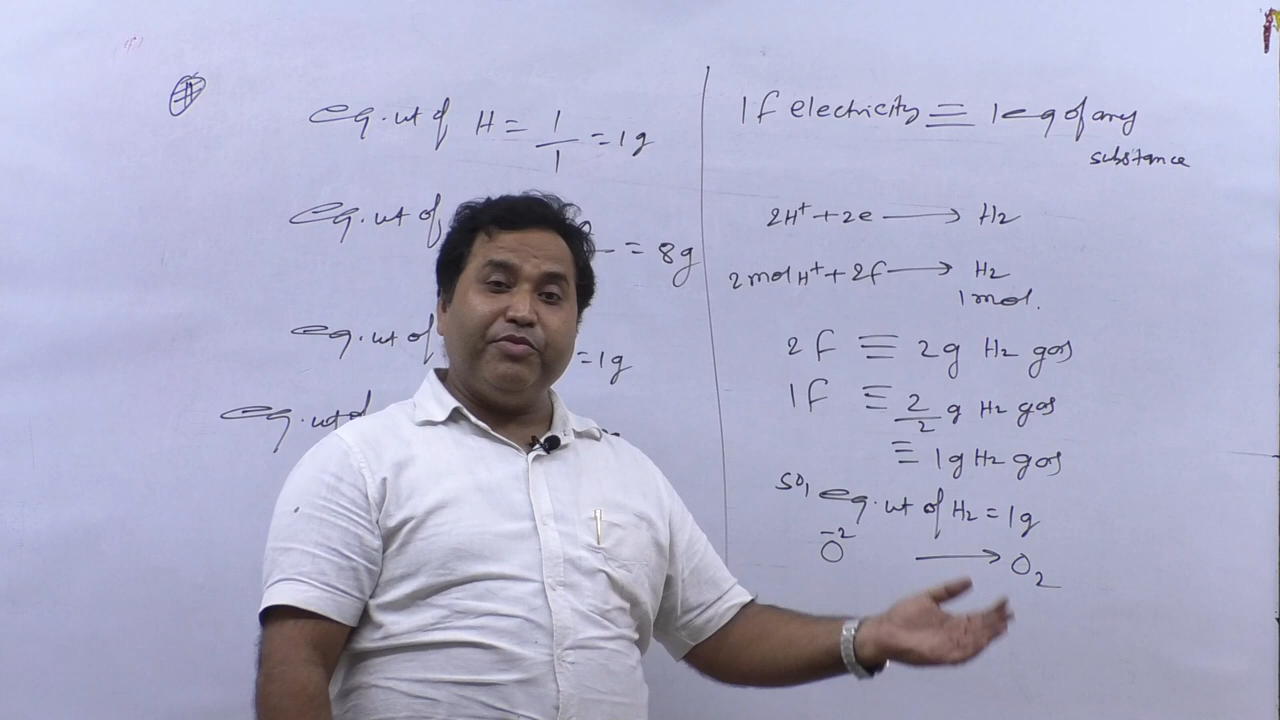 eq. wt of H = 1/1 = 1g
eq. wt of = 8g
eq. wt of = 1g
eq. wt of
1F electricity ≡ 1 eq of any
substance
2H⁺ + 2e ⟶ H₂
2 mol H⁺ + 2F ⟶ H₂
1 mol.
2F ≡ 2g H₂ gas
1F ≡ 2/2 g H₂ gas
≡ 1g H₂ gas
so, eq. wt of H₂ = 1g
O⁻² ⟶ O₂